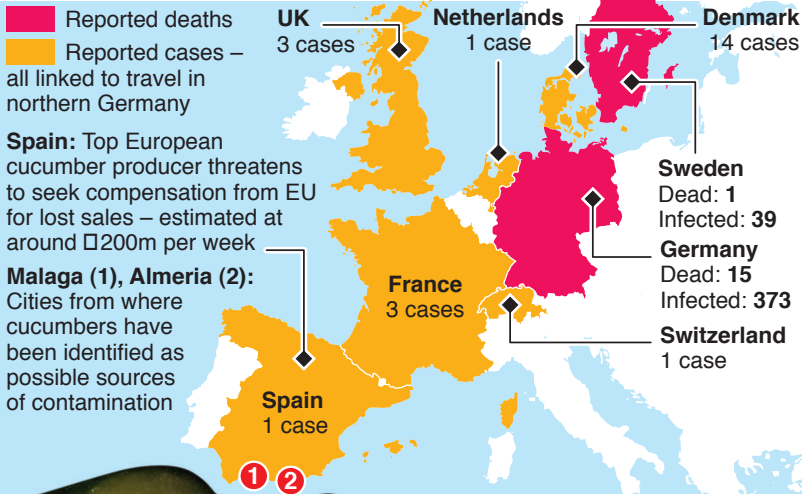 Reported deaths
Reported cases –
all linked to travel in
northern Germany
Spain: Top European
cucumber producer threatens
to seek compensation from EU
for lost sales – estimated at
around □200m per week
Malaga (1), Almeria (2):
Cities from where
cucumbers have
been identified as
possible sources
of contamination
UK
3 cases
Netherlands
1 case
Denmark
14 cases
Sweden
Dead: 1
Infected: 39
Germany
Dead: 15
Infected: 373
Switzerland
1 case
France
3 cases
Spain
1 case
1
2